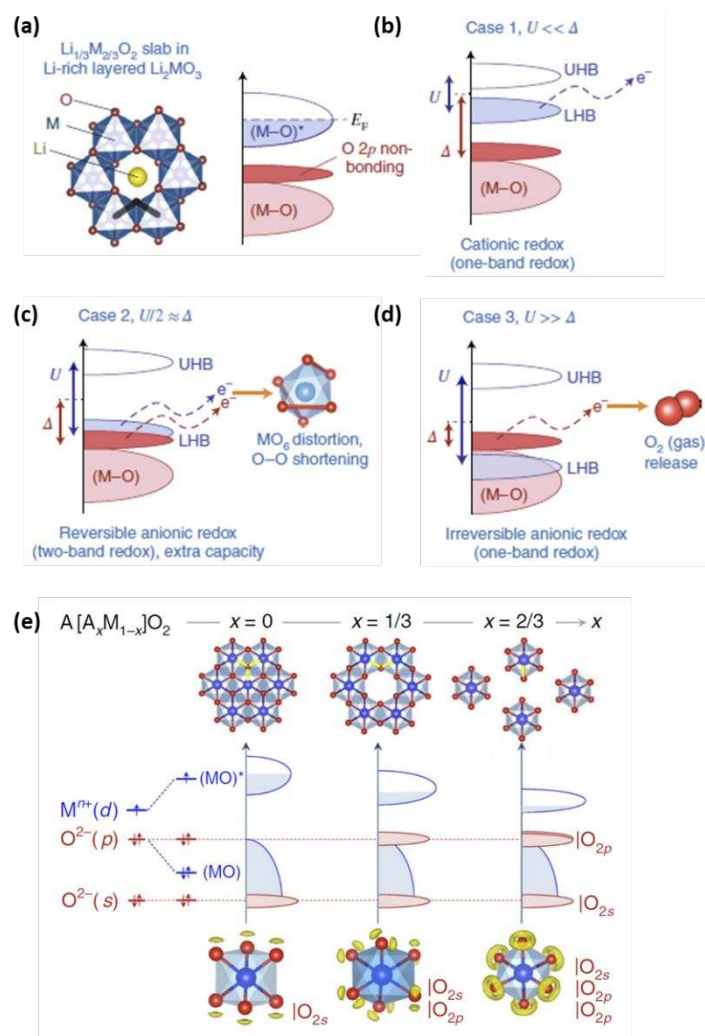 (a)
Li1/3M2/3O2 slab in
Li-rich layered Li2MO3
O
M
Li
EF
(M–O)*
O 2p non-
bonding
(M–O)
(b)
Case 1, U << Δ
UHB
U
e−
LHB
Δ
(M–O)
Cationic redox
(one-band redox)
(c)
Case 2, U/2 ≈ Δ
UHB
U
e−
e−
Δ
LHB
(M–O)
MO6 distortion,
O–O shortening
Reversible anionic redox
(two-band redox), extra capacity
(d)
Case 3, U >> Δ
UHB
U
e−
Δ
O2 (gas)
release
LHB
(M–O)
Irreversible anionic redox
(one-band redox)
(e)
A[AxM1−x]O2
x = 0
x = 1/3
x = 2/3
x
(MO)*
Mn+(d)
O2−(p)
|O2p
(MO)
O2−(s)
|O2s
|O2s
|O2s
|O2p
|O2s
|O2p
|O2p